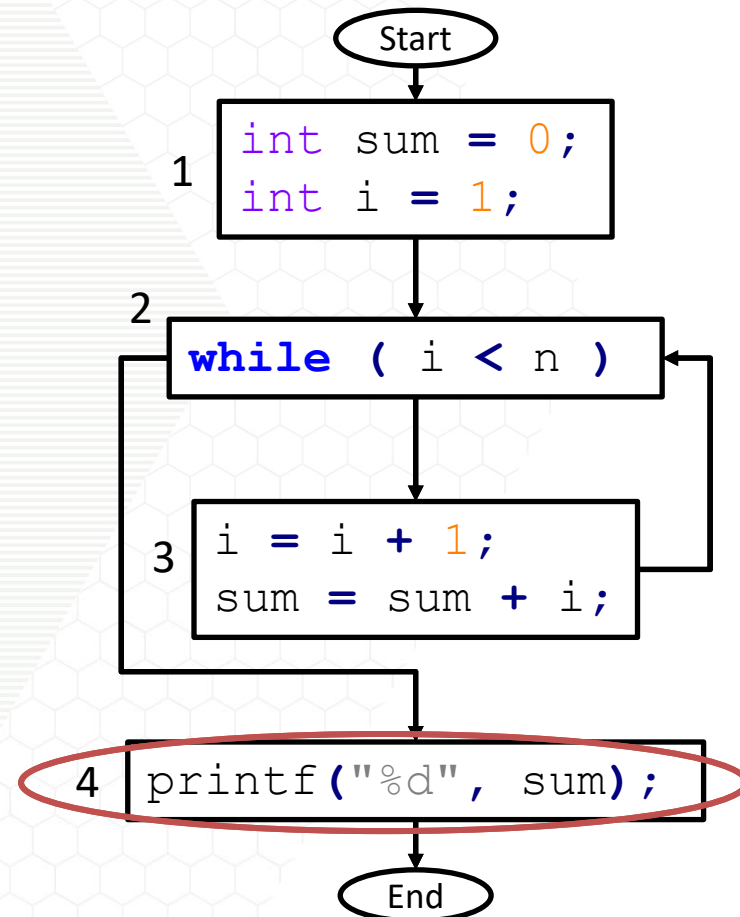 Start
1
int sum = 0;
int i = 1;
2
while ( i < n )
3
i = i + 1;
sum = sum + i;
4
printf("%d", sum);
End